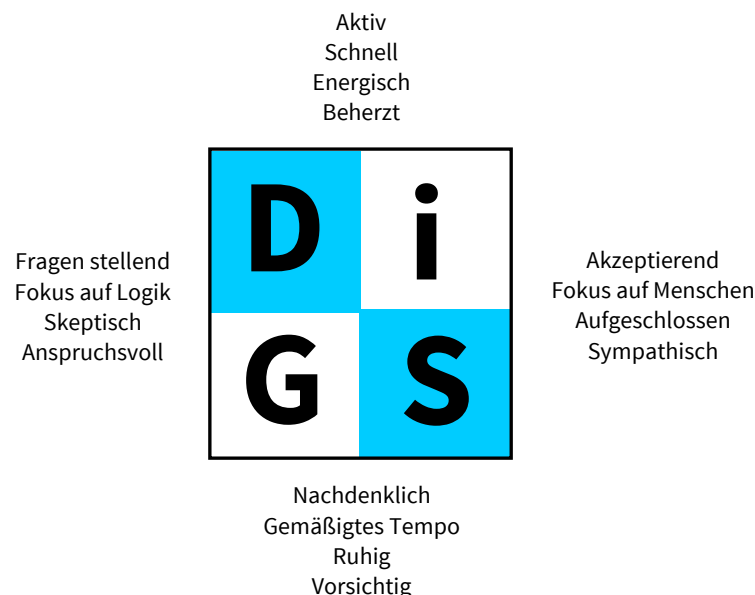 Aktiv
Schnell
Energisch
Beherzt
D i
Fragen stellend
Fokus auf Logik
Skeptisch
Anspruchsvoll
Akzeptierend
Fokus auf Menschen
Aufgeschlossen
Sympathisch
G S
Nachdenklich
Gemäßigtes Tempo
Ruhig
Vorsichtig